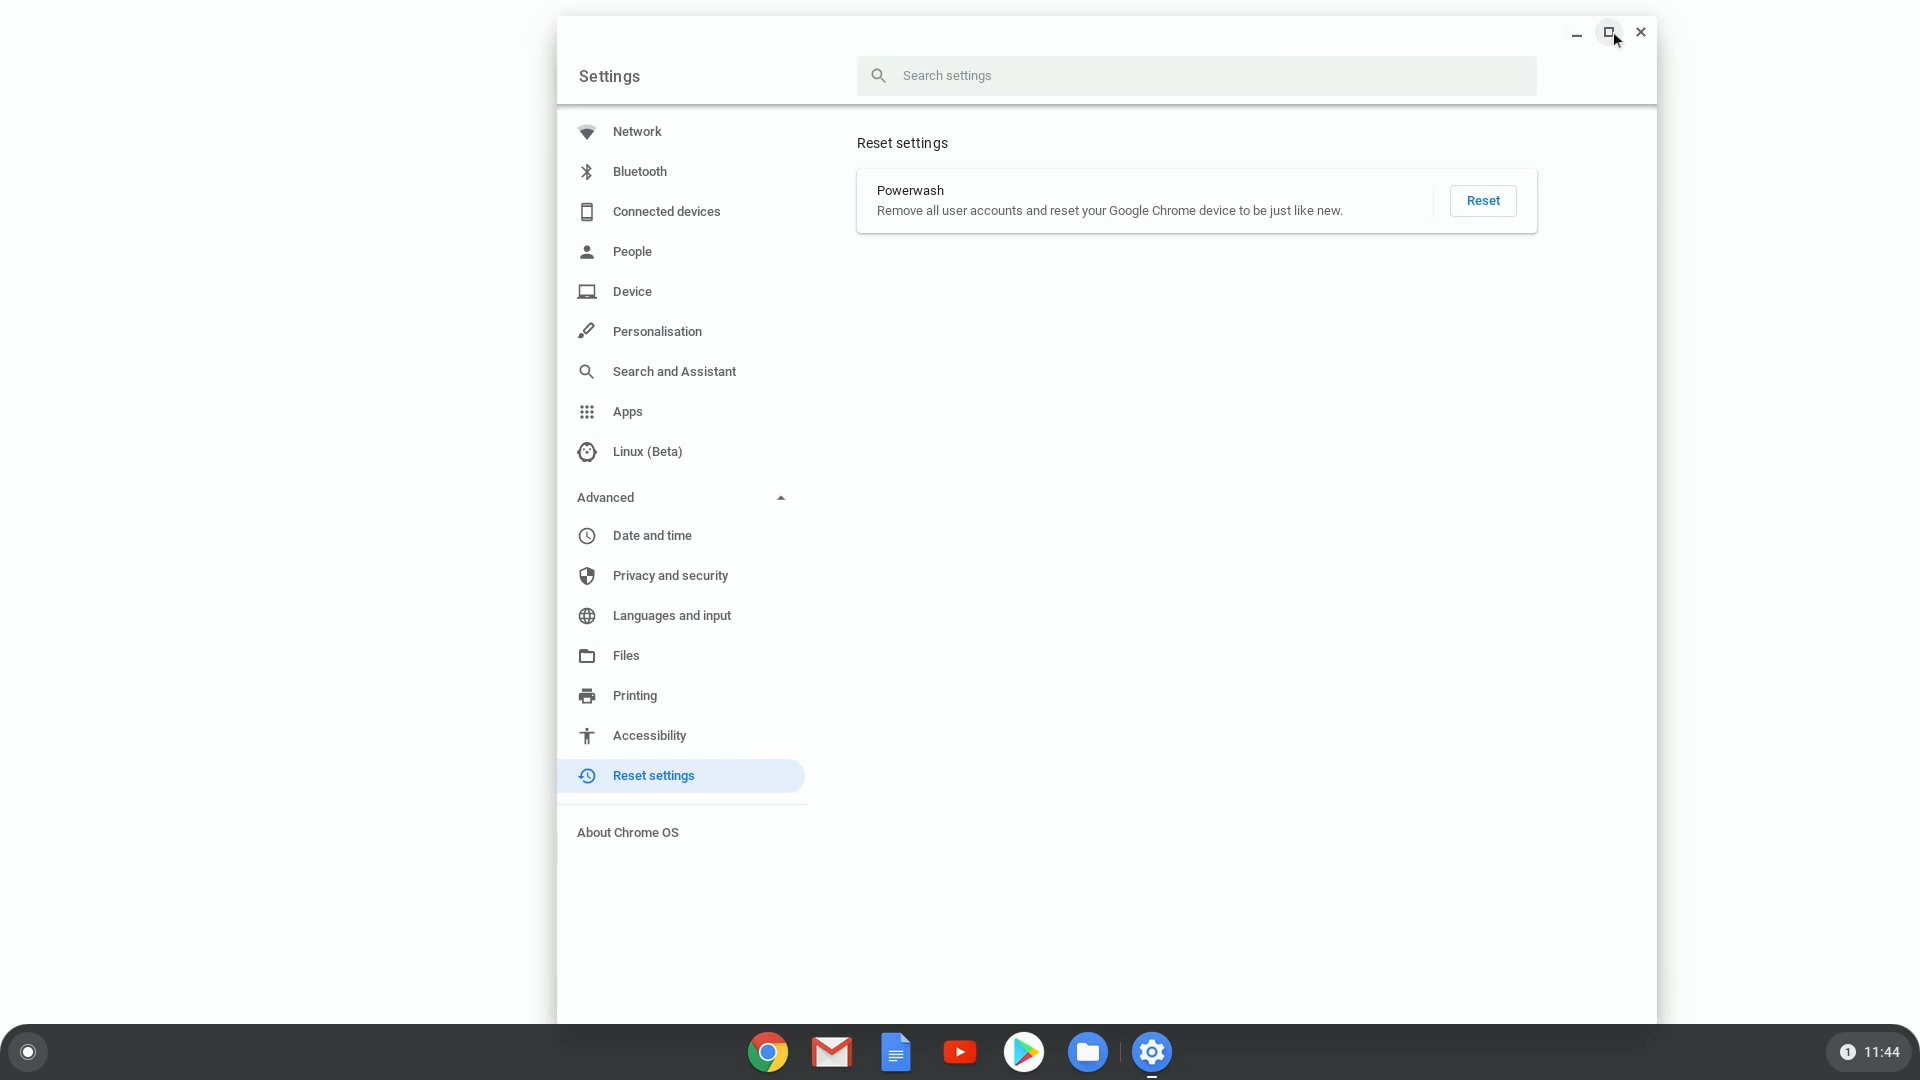 Settings
Search settings
Network
Bluetooth
Connected devices
People
Device
Personalisation
Search and Assistant
Apps
Linux (Beta)
Advanced
Date and time
Privacy and security
Languages and input
Files
Printing
Accessibility
Reset settings
About Chrome OS
Reset settings
Powerwash
Remove all user accounts and reset your Google Chrome device to be just like new.
Reset
1 11:44